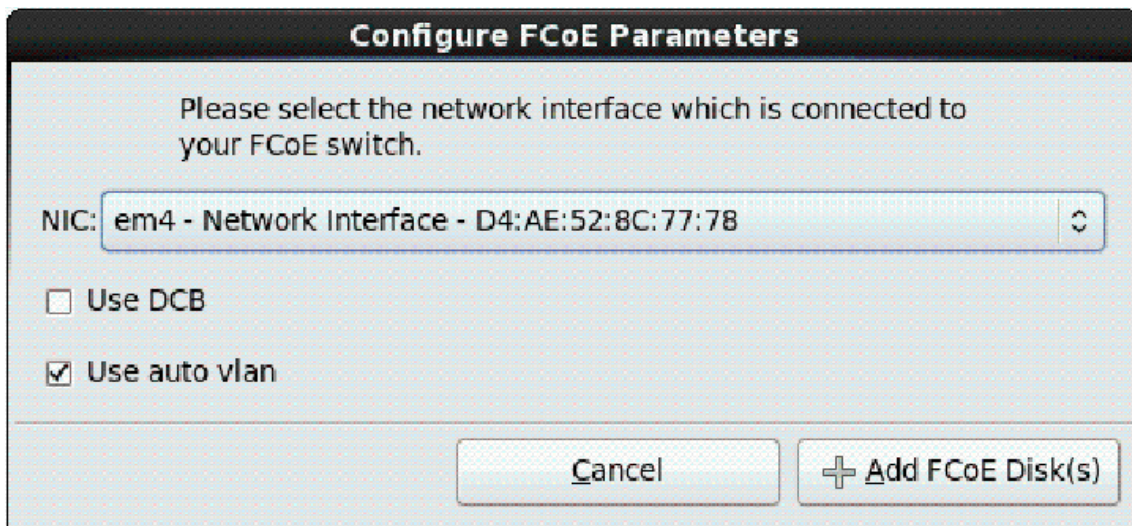 Configure FCoE Parameters
Please select the network interface which is connected to
your FCoE switch.
NIC: em4 - Network Interface - D4:AE:52:8C:77:78
Use DCB
Use auto vlan
Cancel
Add FCoE Disk(s)